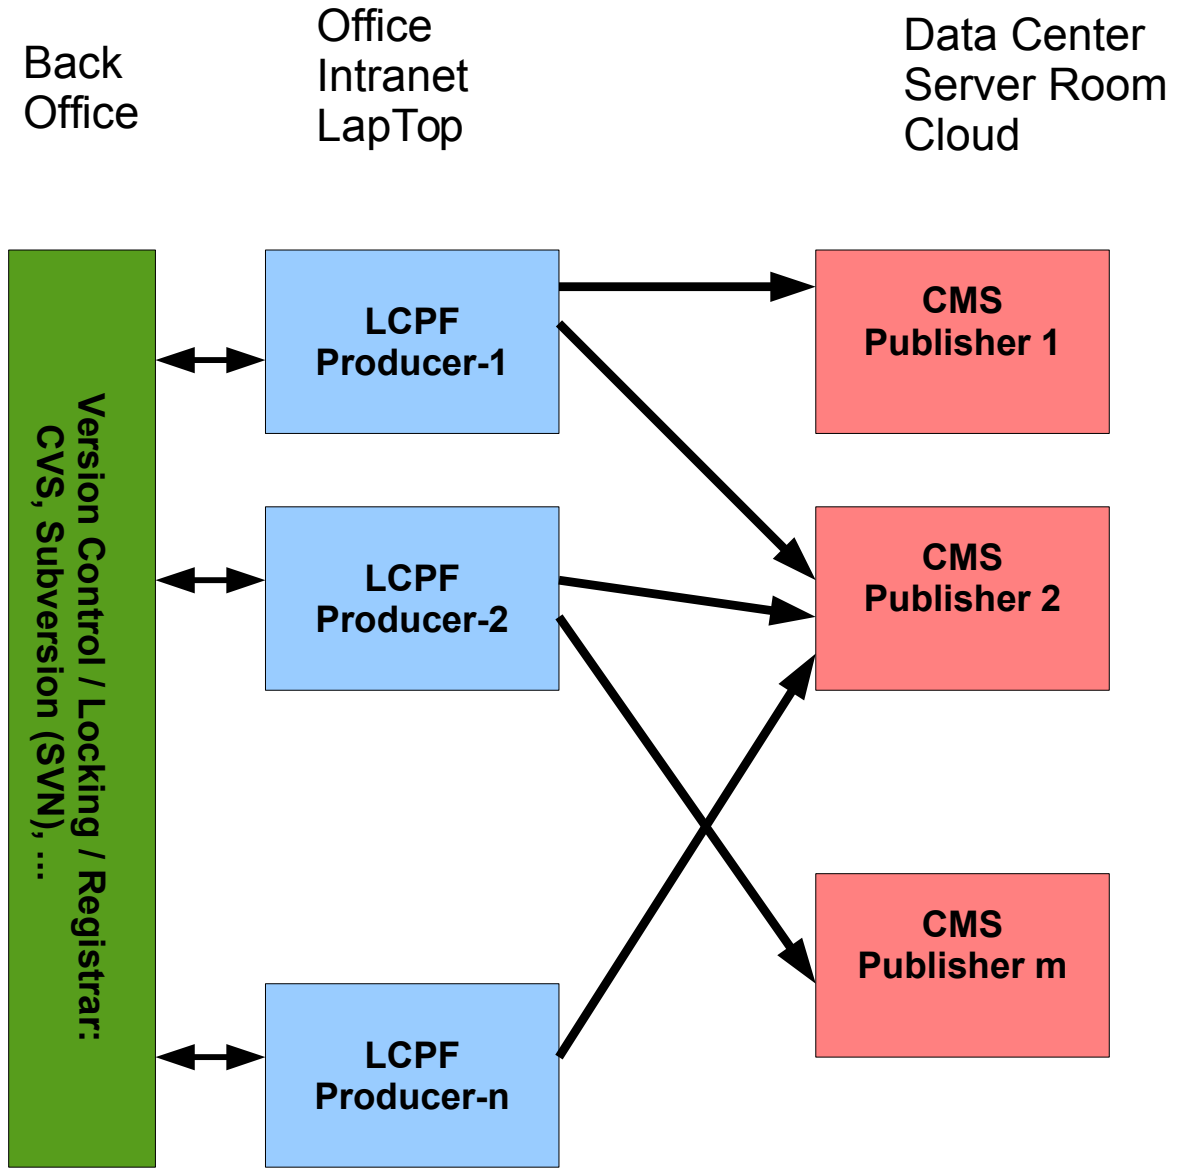 Back
Office
Office
Intranet
LapTop
Data Center
Server Room
Cloud
Version Control / Locking / Registrar:
CVS, Subversion (SVN), ...
LCPF
Producer-1
CMS
Publisher 1
LCPF
Producer-2
CMS
Publisher 2
CMS
Publisher m
LCPF
Producer-n